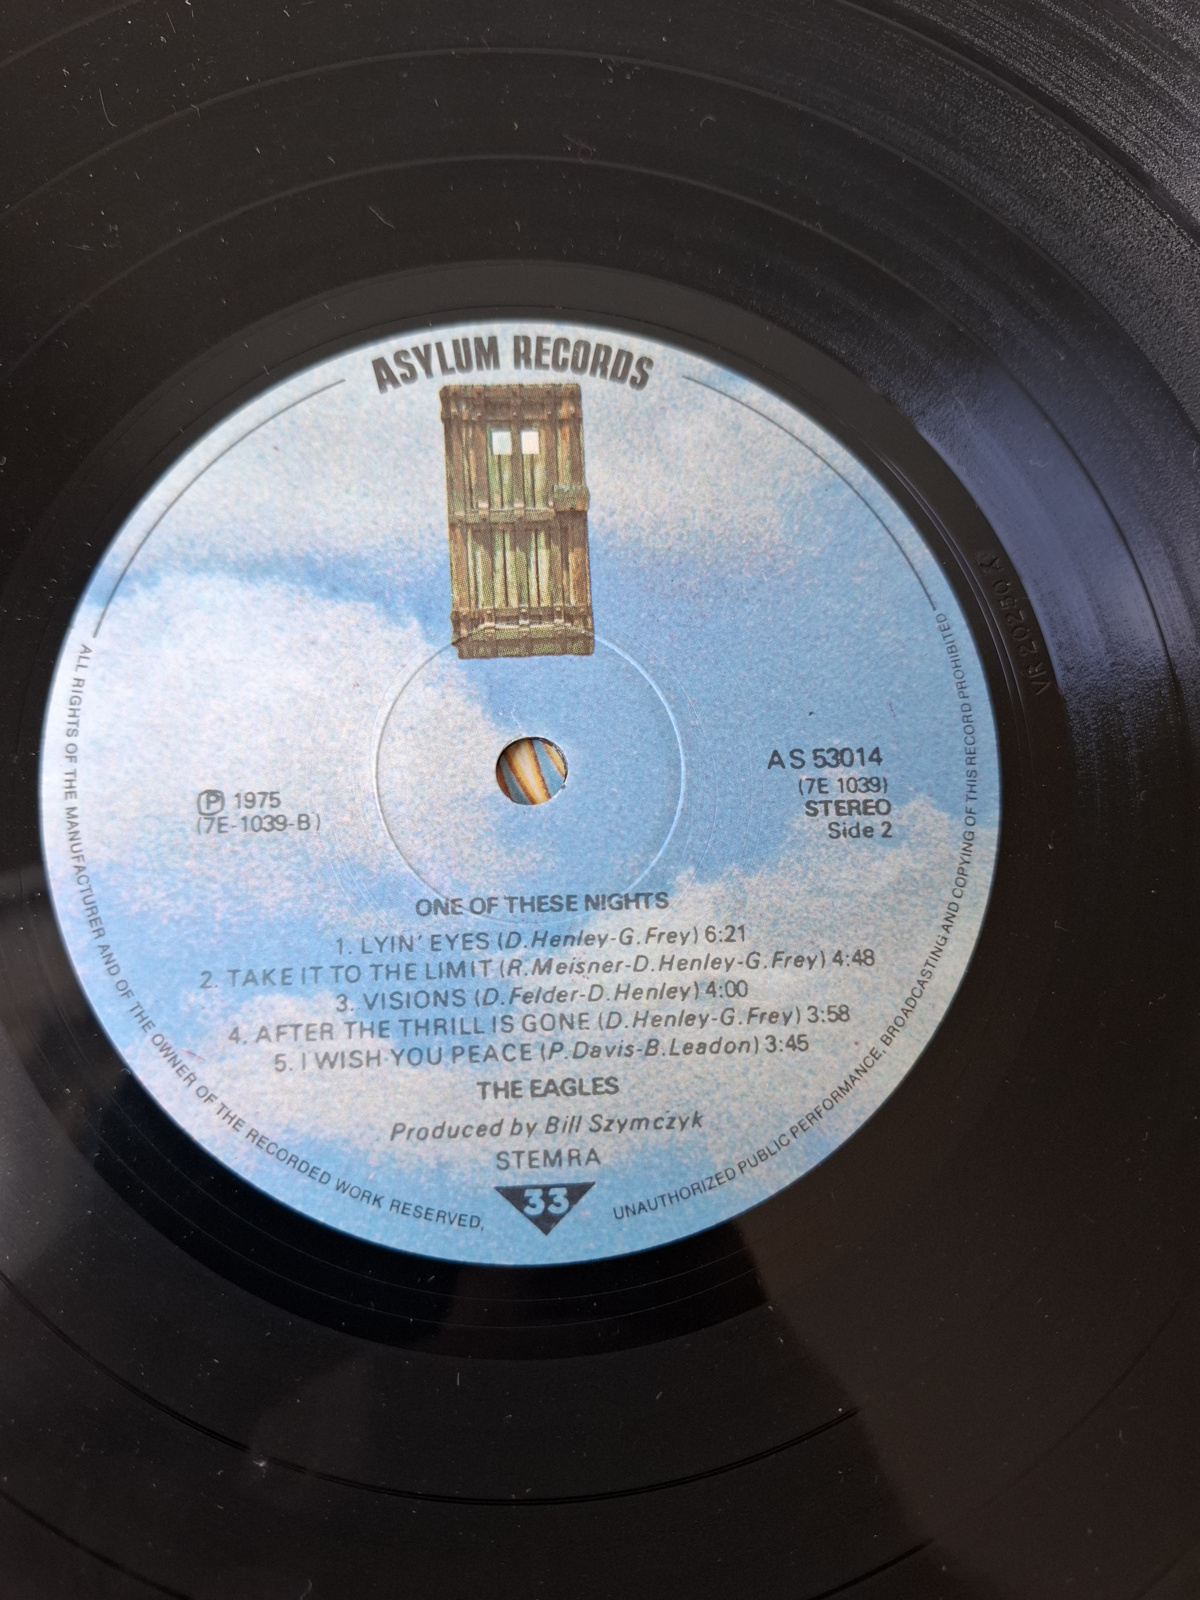 ASYLUM RECORDS
AS 53014
(7E 1039)
STEREO
Side 2
℗ 1975
(7E-1039-B)
ONE OF THESE NIGHTS
1. LYIN' EYES (D.Henley-G.Frey) 6:21
2. TAKE IT TO THE LIMIT (R.Meisner-D.Henley-G.Frey) 4:48
3. VISIONS (D.Felder-D.Henley) 4:00
4. AFTER THE THRILL IS GONE (D.Henley-G.Frey) 3:58
5. I WISH YOU PEACE (P.Davis-B.Leadon) 3:45
THE EAGLES
Produced by Bill Szymczyk
STEMRA
33
ALL RIGHTS OF THE MANUFACTURER AND OF THE OWNER OF THE RECORDED WORK RESERVED,
UNAUTHORIZED PUBLIC PERFORMANCE, BROADCASTING AND COPYING OF THIS RECORD PROHIBITED
VR 20259